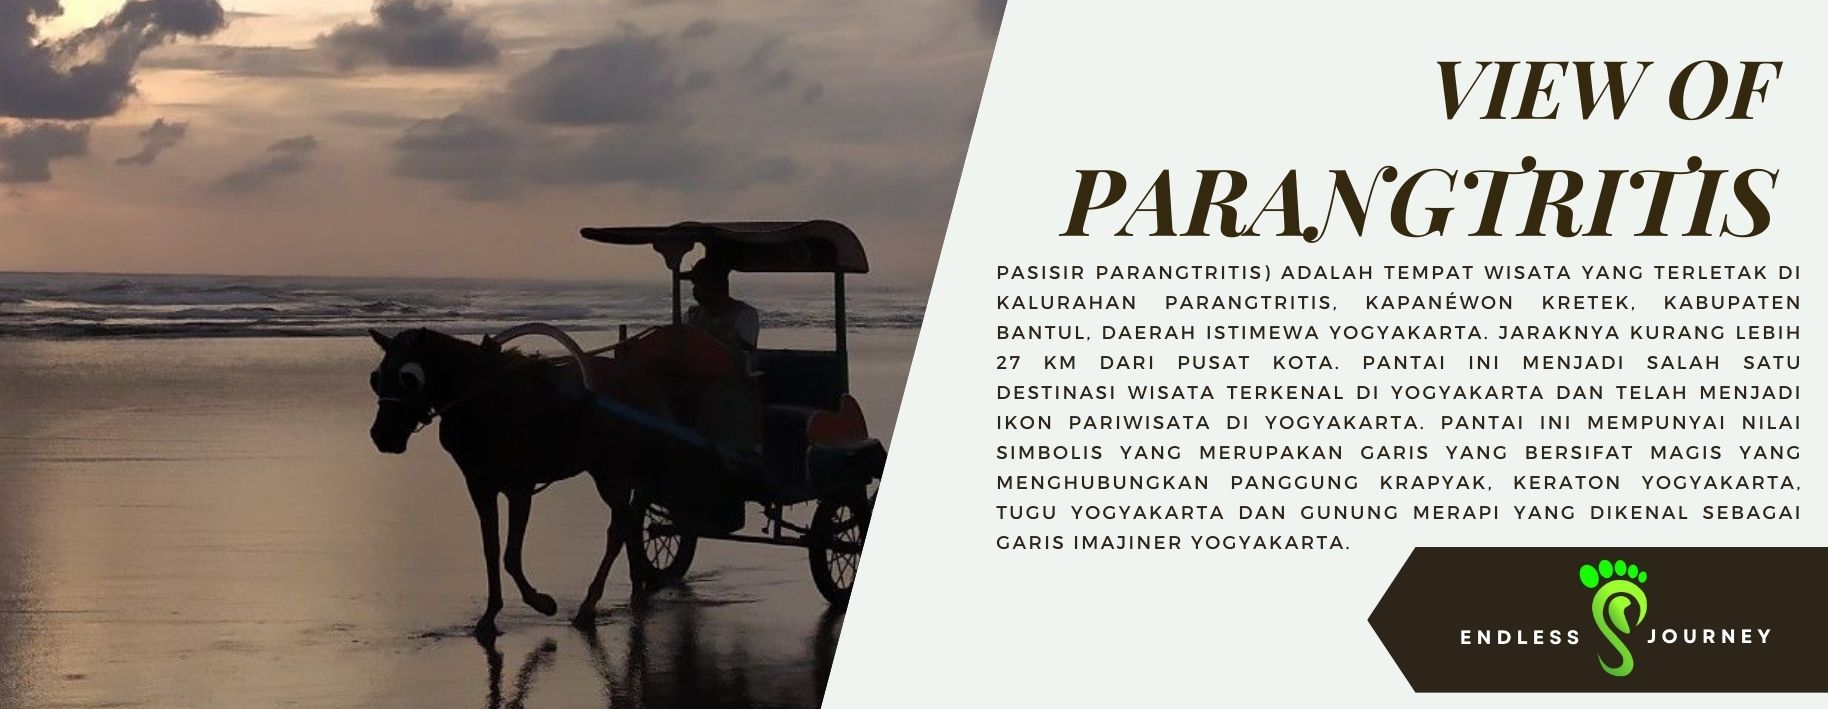 VIEW OF
PARANGTRITIS
PASISIR PARANGTRITIS) ADALAH TEMPAT WISATA YANG TERLETAK DI
KALURAHAN PARANGTRITIS, KAPANÉWON KRETEK, KABUPATEN
BANTUL, DAERAH ISTIMEWA YOGYAKARTA. JARAKNYA KURANG LEBIH
27 KM DARI PUSAT KOTA. PANTAI INI MENJADI SALAH SATU
DESTINASI WISATA TERKENAL DI YOGYAKARTA DAN TELAH MENJADI
IKON PARIWISATA DI YOGYAKARTA. PANTAI INI MEMPUNYAI NILAI
SIMBOLIS YANG MERUPAKAN GARIS YANG BERSIFAT MAGIS YANG
MENGHUBUNGKAN PANGGUNG KRAPYAK, KERATON YOGYAKARTA,
TUGU YOGYAKARTA DAN GUNUNG MERAPI YANG DIKENAL SEBAGAI
GARIS IMAJINER YOGYAKARTA.
ENDLESS JOURNEY